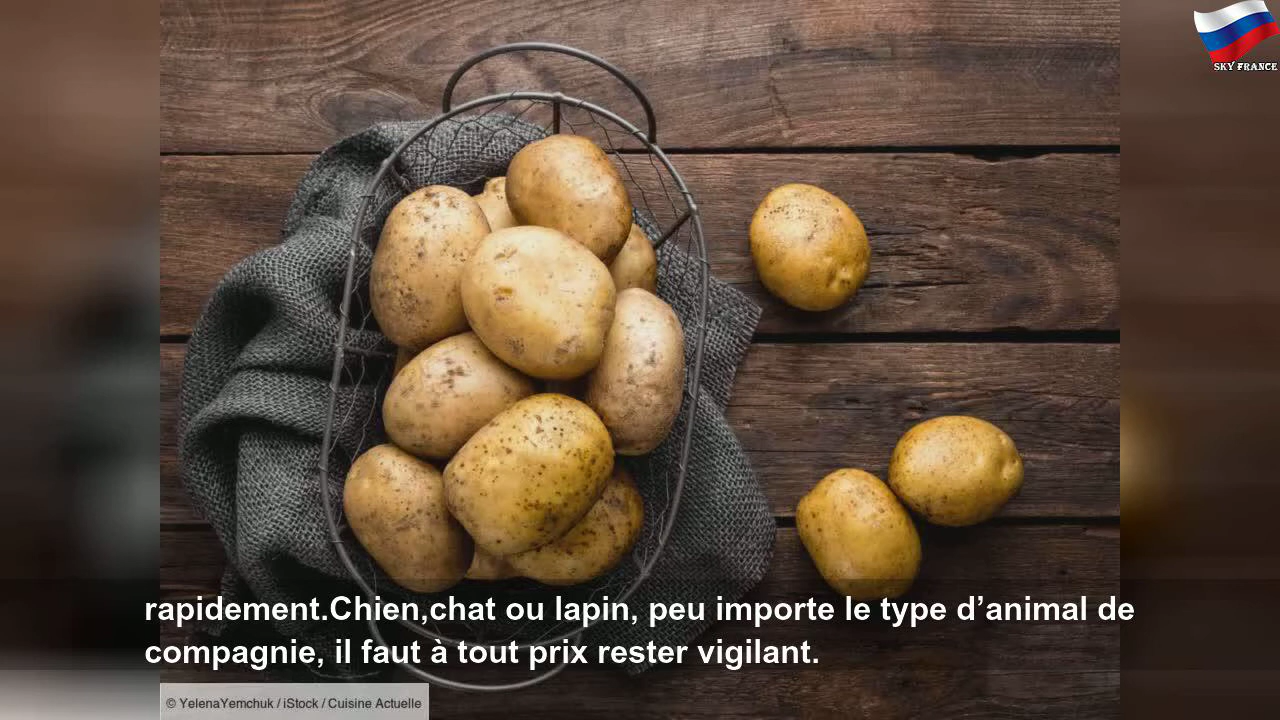 SKY FRANCE
rapidement.Chien,chat ou lapin, peu importe le type d’animal de
compagnie, il faut à tout prix rester vigilant.
© YelenaYemchuk / iStock / Cuisine Actuelle